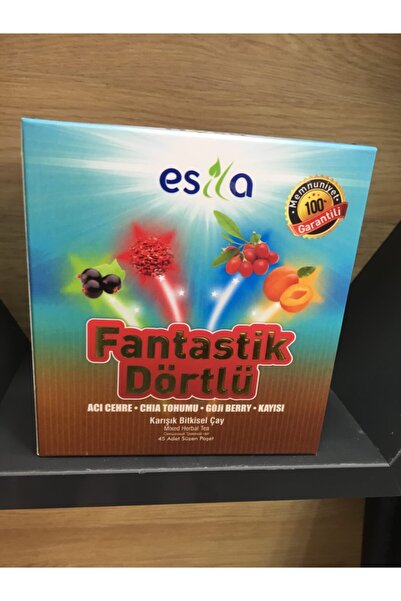 esila
Memnuniyet
100%
Garantili
Fantastik
Dörtlü
ACI CEHRE • CHIA TOHUMU • GOJI BERRY • KAYISI
Karışık Bitkisel Çay
Mixed Herbal Tea
45 Adet Süzen Poşet